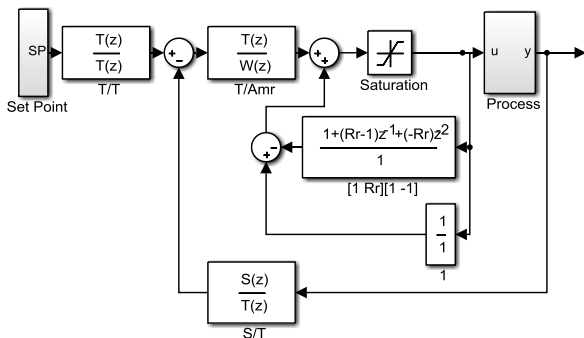 SP
Set Point
T(z)
T(z)
T/T
+
-
T(z)
W(z)
T/Amr
+
+
Saturation
u
y
Process
1+(Rr-1)z-1+(-Rr)z-2
1
[1 Rr][1 -1]
+
-
1
1
1
S(z)
T(z)
S/T